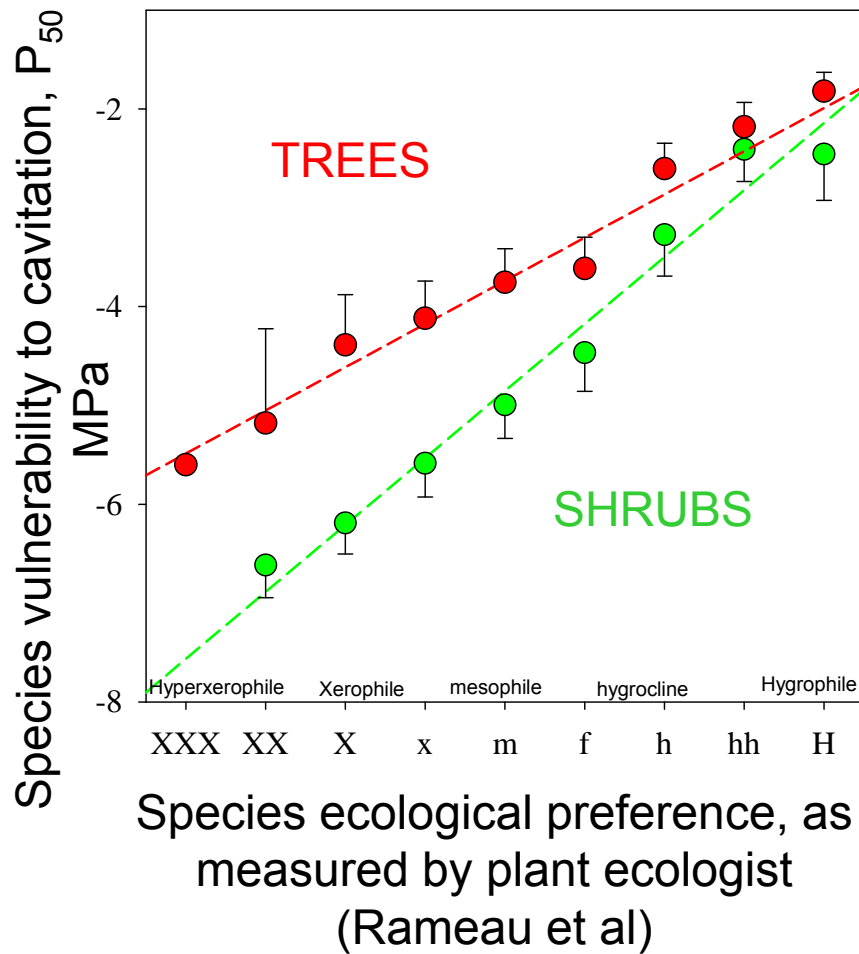 Species vulnerability to cavitation, P50
MPa
-2
-4
-6
-8
TREES
SHRUBS
Hyperxerophile Xerophile mesophile hygrocline Hygrophile
XXX XX X x m f h hh H
Species ecological preference, as
measured by plant ecologist
(Rameau et al)